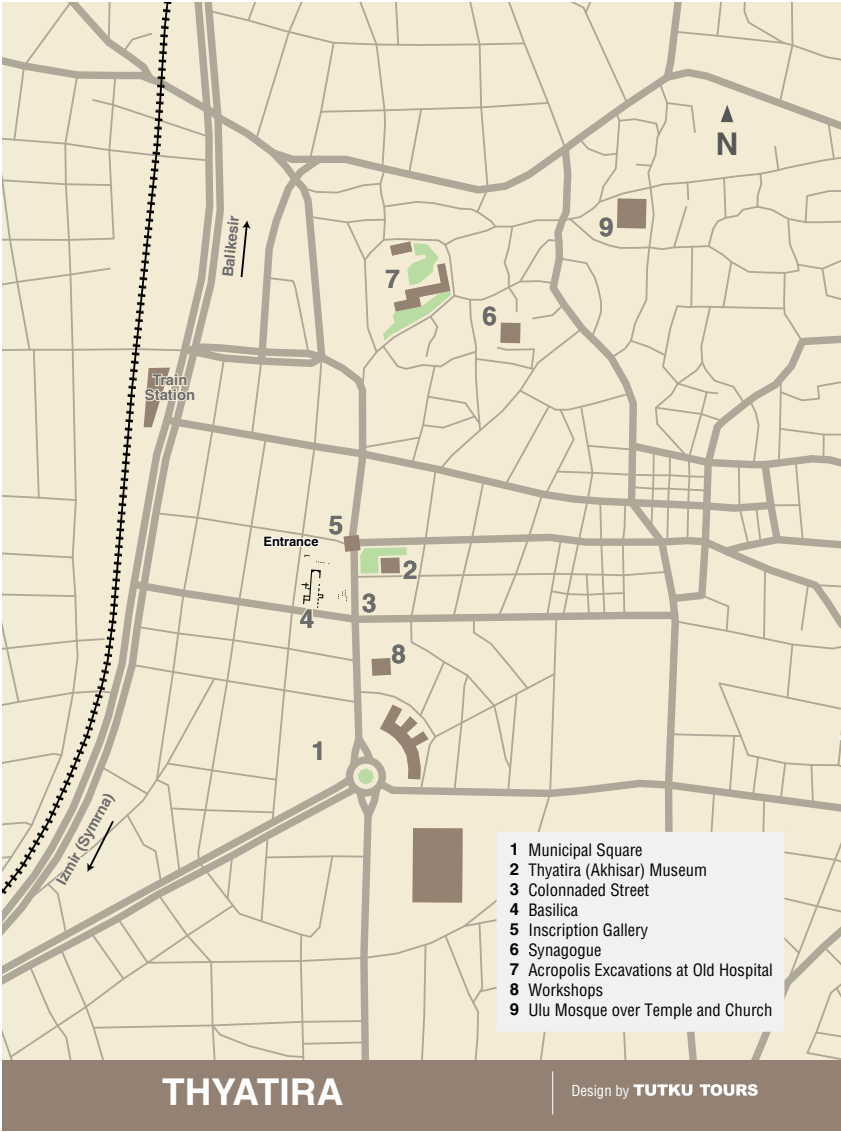 N
9
Balikesir
7
6
Train
Station
5
Entrance
2
3
4
8
1
Izmir (Symrna)
1 Municipal Square
2 Thyatira (Akhisar) Museum
3 Colonnaded Street
4 Basilica
5 Inscription Gallery
6 Synagogue
7 Acropolis Excavations at Old Hospital
8 Workshops
9 Ulu Mosque over Temple and Church
THYATIRA
Design by TUTKU TOURS